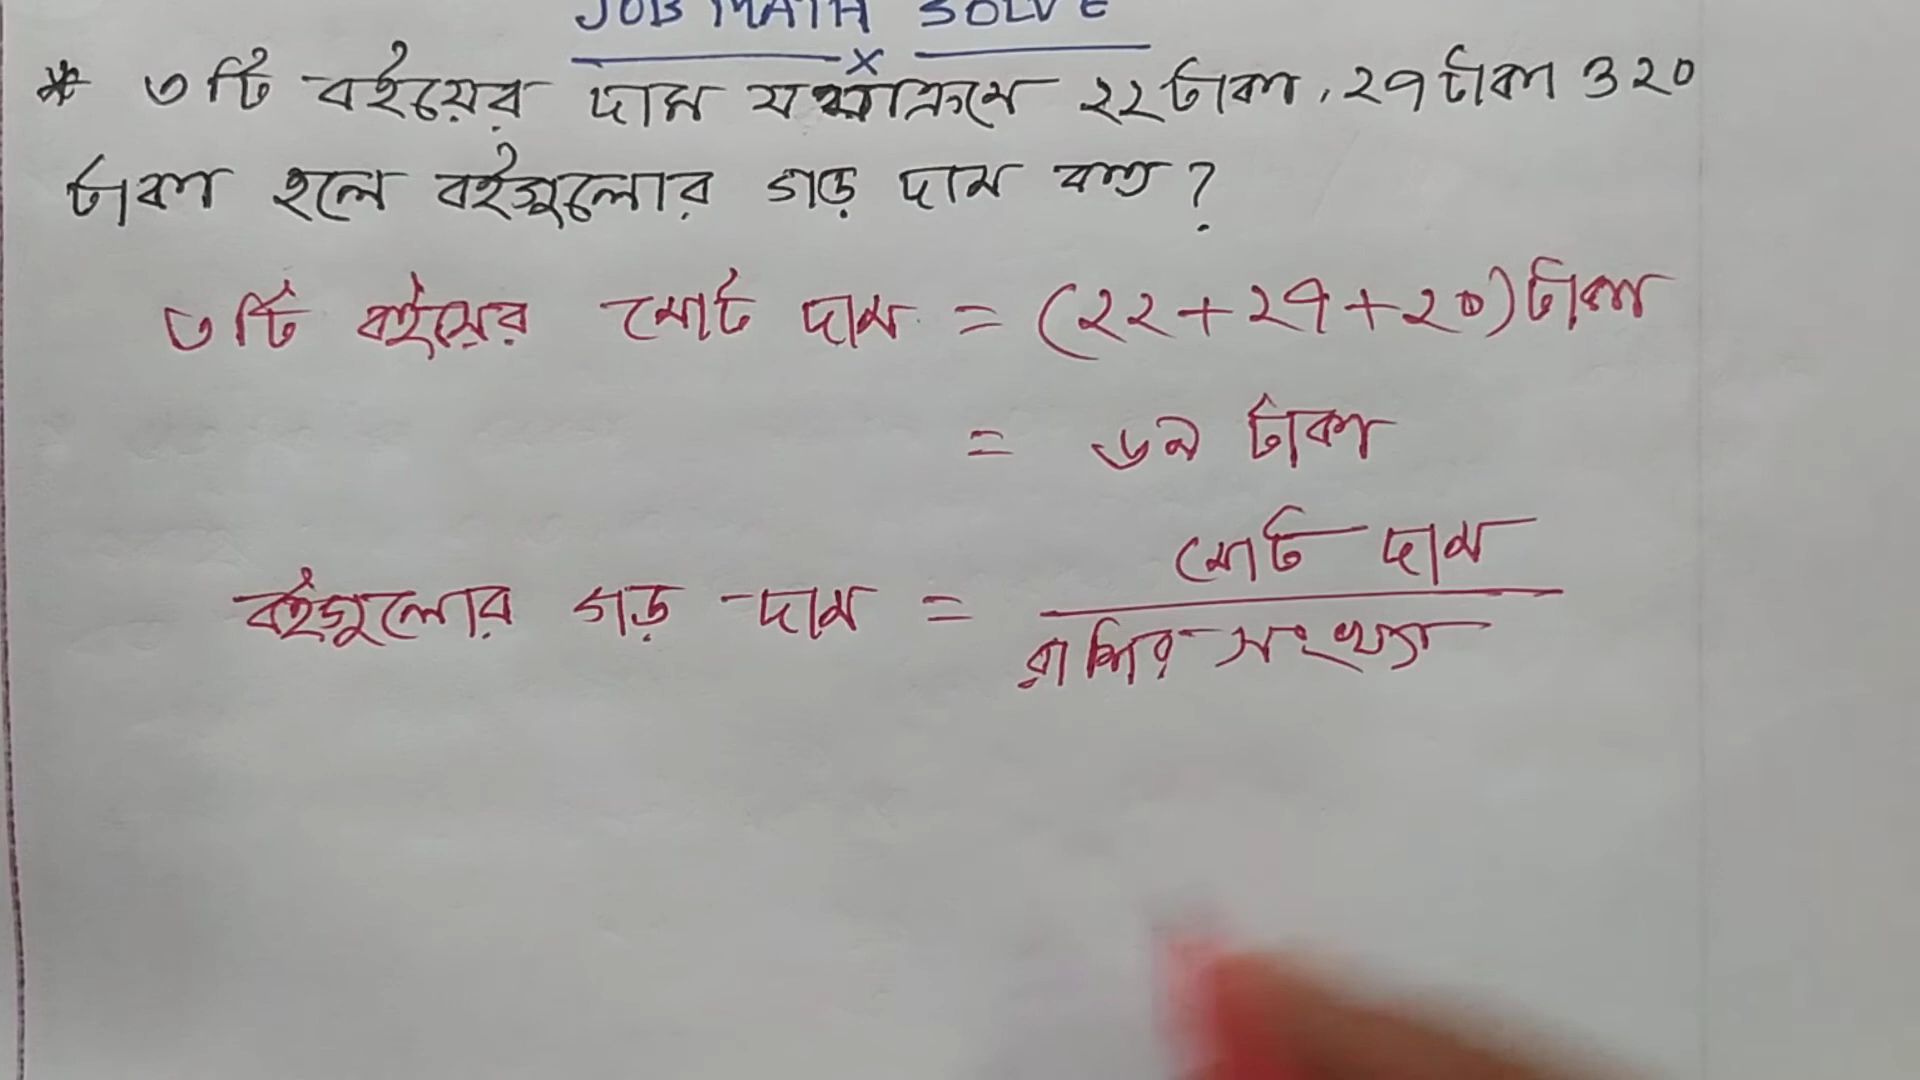 JOB MATH SOLVE
x
* ৩টি বইয়ের দাম যথাক্রমে ২২টাকা, ২৭টাকা ও ২০
টাকা হলে বইগুলোর গড় দাম কত?
৩টি বইয়ের মোট দাম = (২২+২৭+২০)টাকা
= ৬৯ টাকা
বইগুলোর গড় দাম = মোট দাম
রাশির সংখ্যা